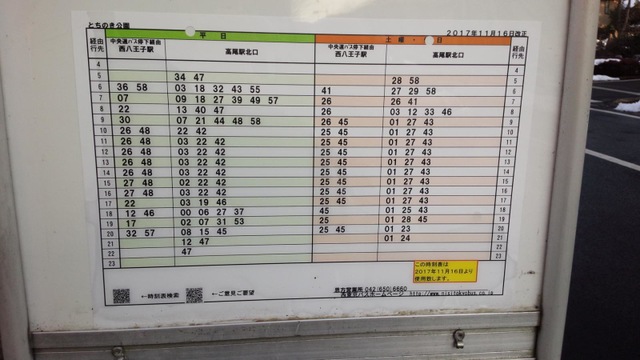 とちのき公園
2017年11月16日改正
経由 行先 平日 土曜・ 日 経由 行先
中央道バス停下経由 西八王子駅 高尾駅北口 中央道バス停下経由 西八王子駅 高尾駅北口
4 4
5 34 47 28 58 5
6 36 58 03 18 32 43 55 41 27 29 58 6
7 07 09 18 27 39 49 57 26 26 41 7
8 22 13 40 47 26 03 12 33 46 8
9 30 07 21 44 48 58 26 45 01 27 43 9
10 26 48 22 42 25 45 01 27 43 10
11 26 48 03 22 42 25 45 01 27 43 11
12 26 48 03 22 42 25 45 01 27 43 12
13 26 48 03 22 42 25 45 01 27 43 13
14 26 48 03 22 42 25 45 01 27 43 14
15 27 48 02 22 42 25 45 01 27 43 15
16 27 48 03 22 42 25 45 01 27 43 16
17 22 03 19 46 25 45 01 27 43 17
18 12 46 00 06 27 37 45 01 25 43 18
19 17 02 07 31 53 25 01 28 45 19
20 32 57 08 15 45 25 45 01 23 20
21 12 47 01 24 21
22 47 22
23 23
この時刻表は
2017年11月16日より
使用致します。
←時刻表検索 ←ご意見ご要望
恩方営業所 042(650)6660